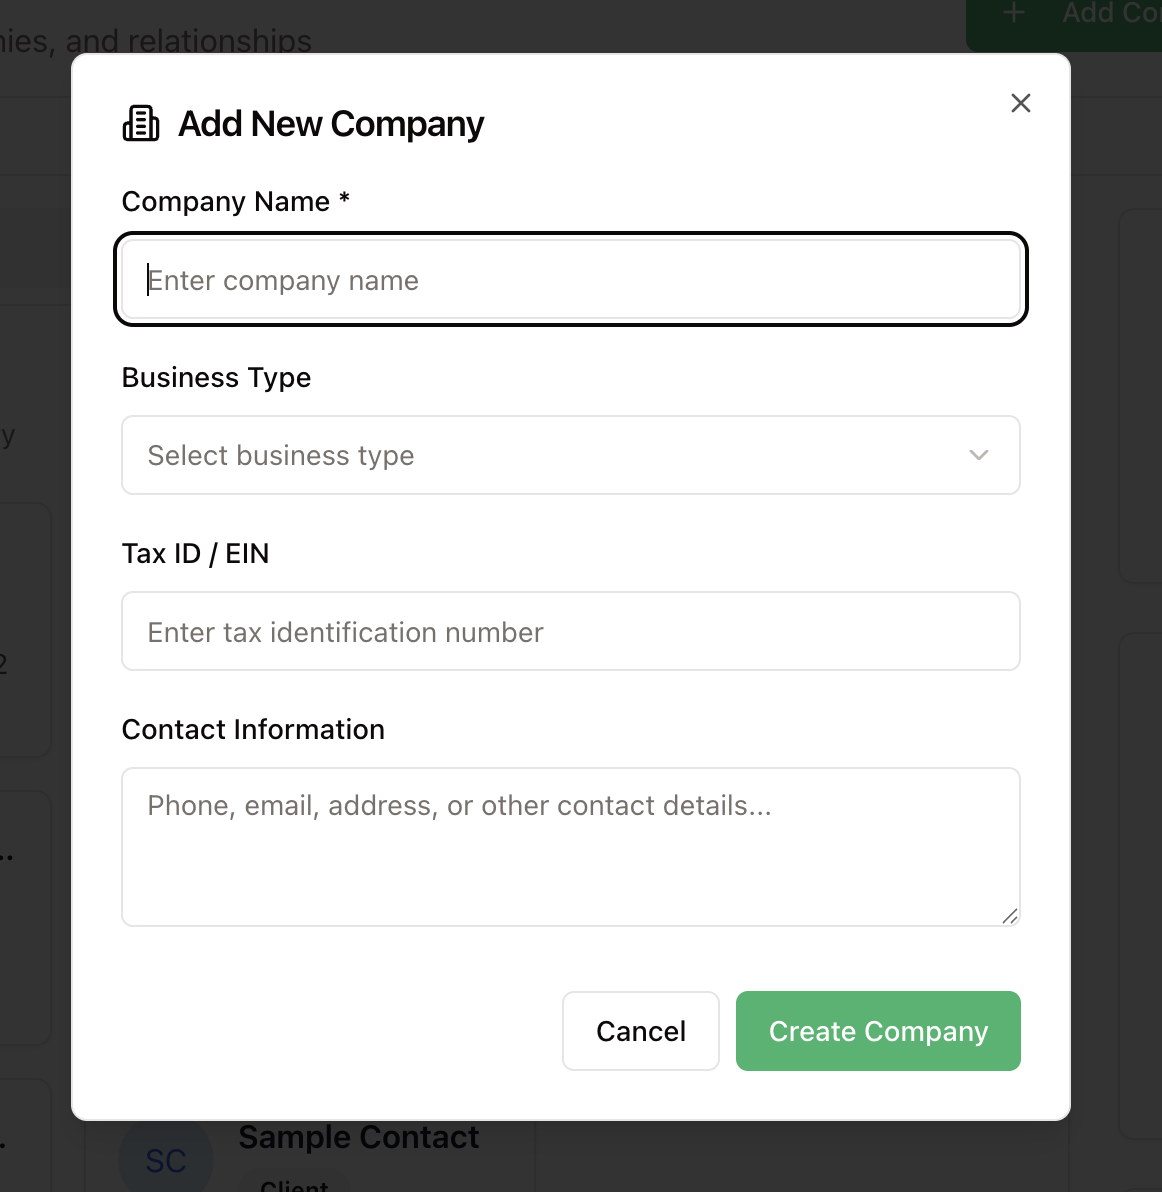 and relationships
+ Add
Add New Company
Company Name *
Enter company name
Business Type
Select business type
Tax ID / EIN
Enter tax identification number
Contact Information
Phone, email, address, or other contact details...
Cancel
Create Company
Sample Contact
SC
Client